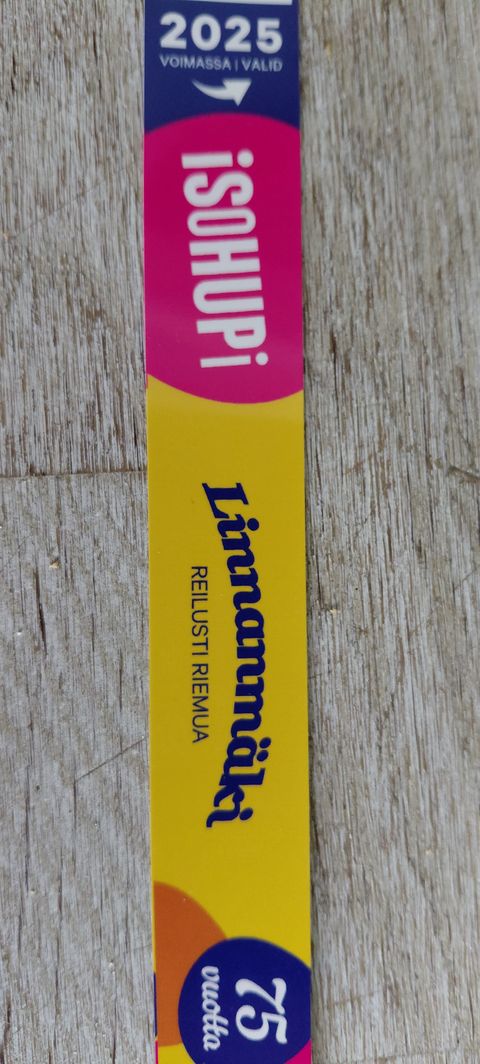 2025
VOIMASSA | VALID
iSOHUPi
Linnanmäki
REILUSTI RIEMUA
75
vuotta